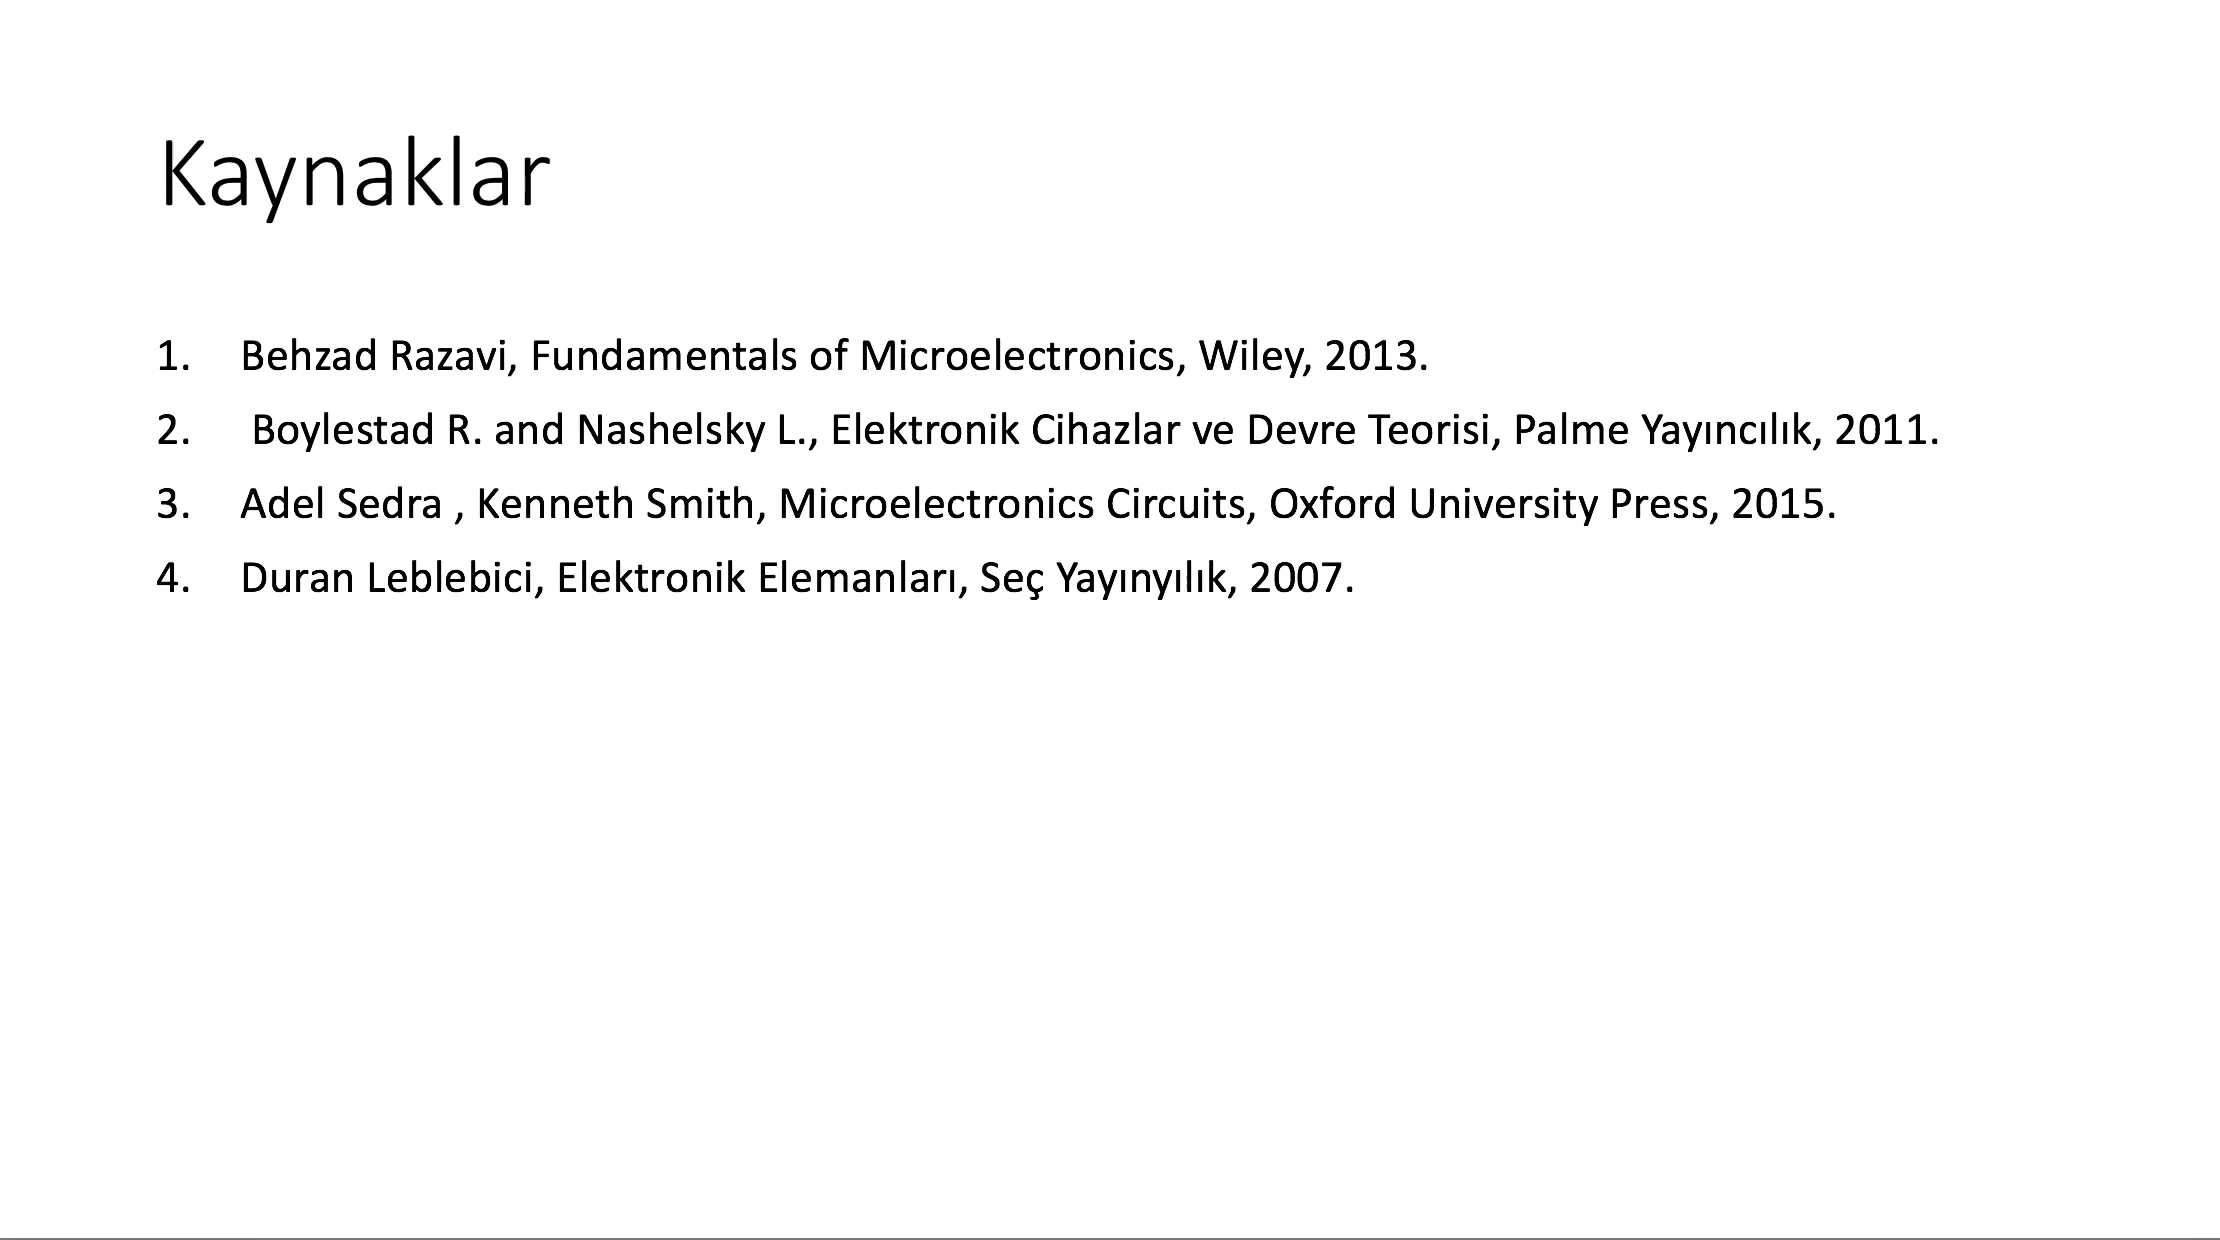 Kaynaklar
1. Behzad Razavi, Fundamentals of Microelectronics, Wiley, 2013.
2. Boylestad R. and Nashelsky L., Elektronik Cihazlar ve Devre Teorisi, Palme Yayıncılık, 2011.
3. Adel Sedra , Kenneth Smith, Microelectronics Circuits, Oxford University Press, 2015.
4. Duran Leblebici, Elektronik Elemanları, Seç Yayınyılık, 2007.